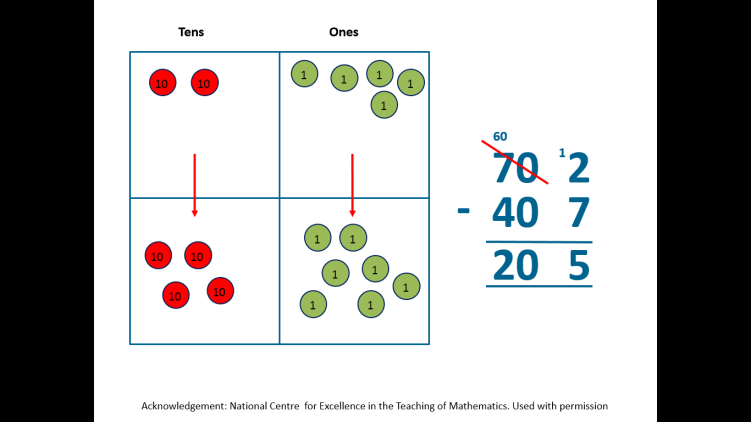 Tens Ones
10 10 1 1 1 1
1
1 1
10 10 1 1 1
10 10 1 1
60
70 ¹2
- 40 7
20 5
Acknowledgement: National Centre for Excellence in the Teaching of Mathematics. Used with permission